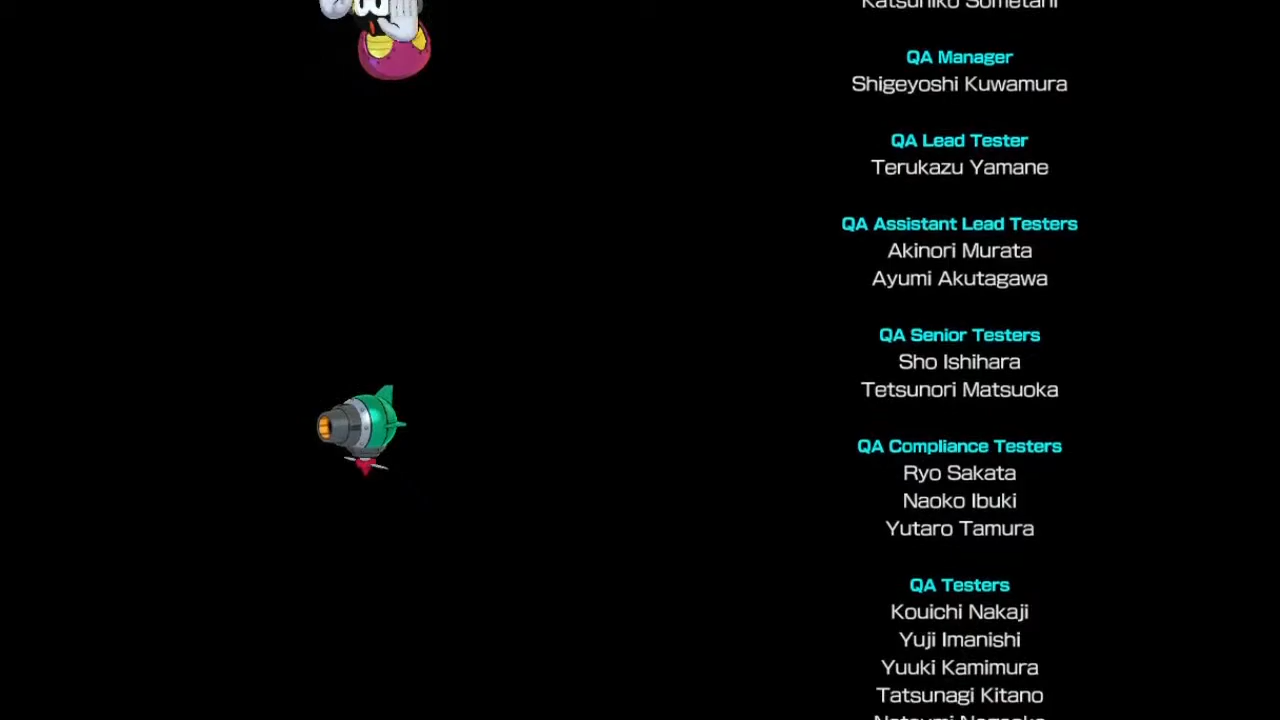 Katsuhiko Sometani
QA Manager
Shigeyoshi Kuwamura
QA Lead Tester
Terukazu Yamane
QA Assistant Lead Testers
Akinori Murata
Ayumi Akutagawa
QA Senior Testers
Sho Ishihara
Tetsunori Matsuoka
QA Compliance Testers
Ryo Sakata
Naoko Ibuki
Yutaro Tamura
QA Testers
Kouichi Nakaji
Yuji Imanishi
Yuuki Kamimura
Tatsunagi Kitano